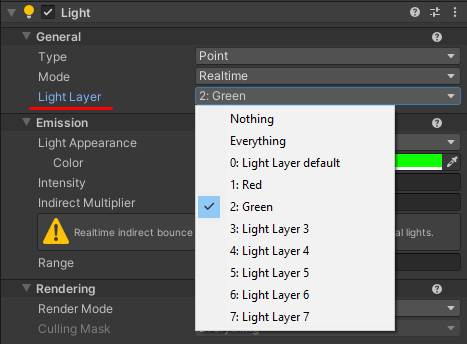 Light
General
Type Point
Mode Realtime
Light Layer 2: Green
Nothing
Everything
0: Light Layer default
1: Red
2: Green
3: Light Layer 3
4: Light Layer 4
5: Light Layer 5
6: Light Layer 6
7: Light Layer 7
Emission
Light Appearance
Color
Intensity
Indirect Multiplier
Realtime indirect bounce al lights.
Range
Rendering
Render Mode
Culling Mask